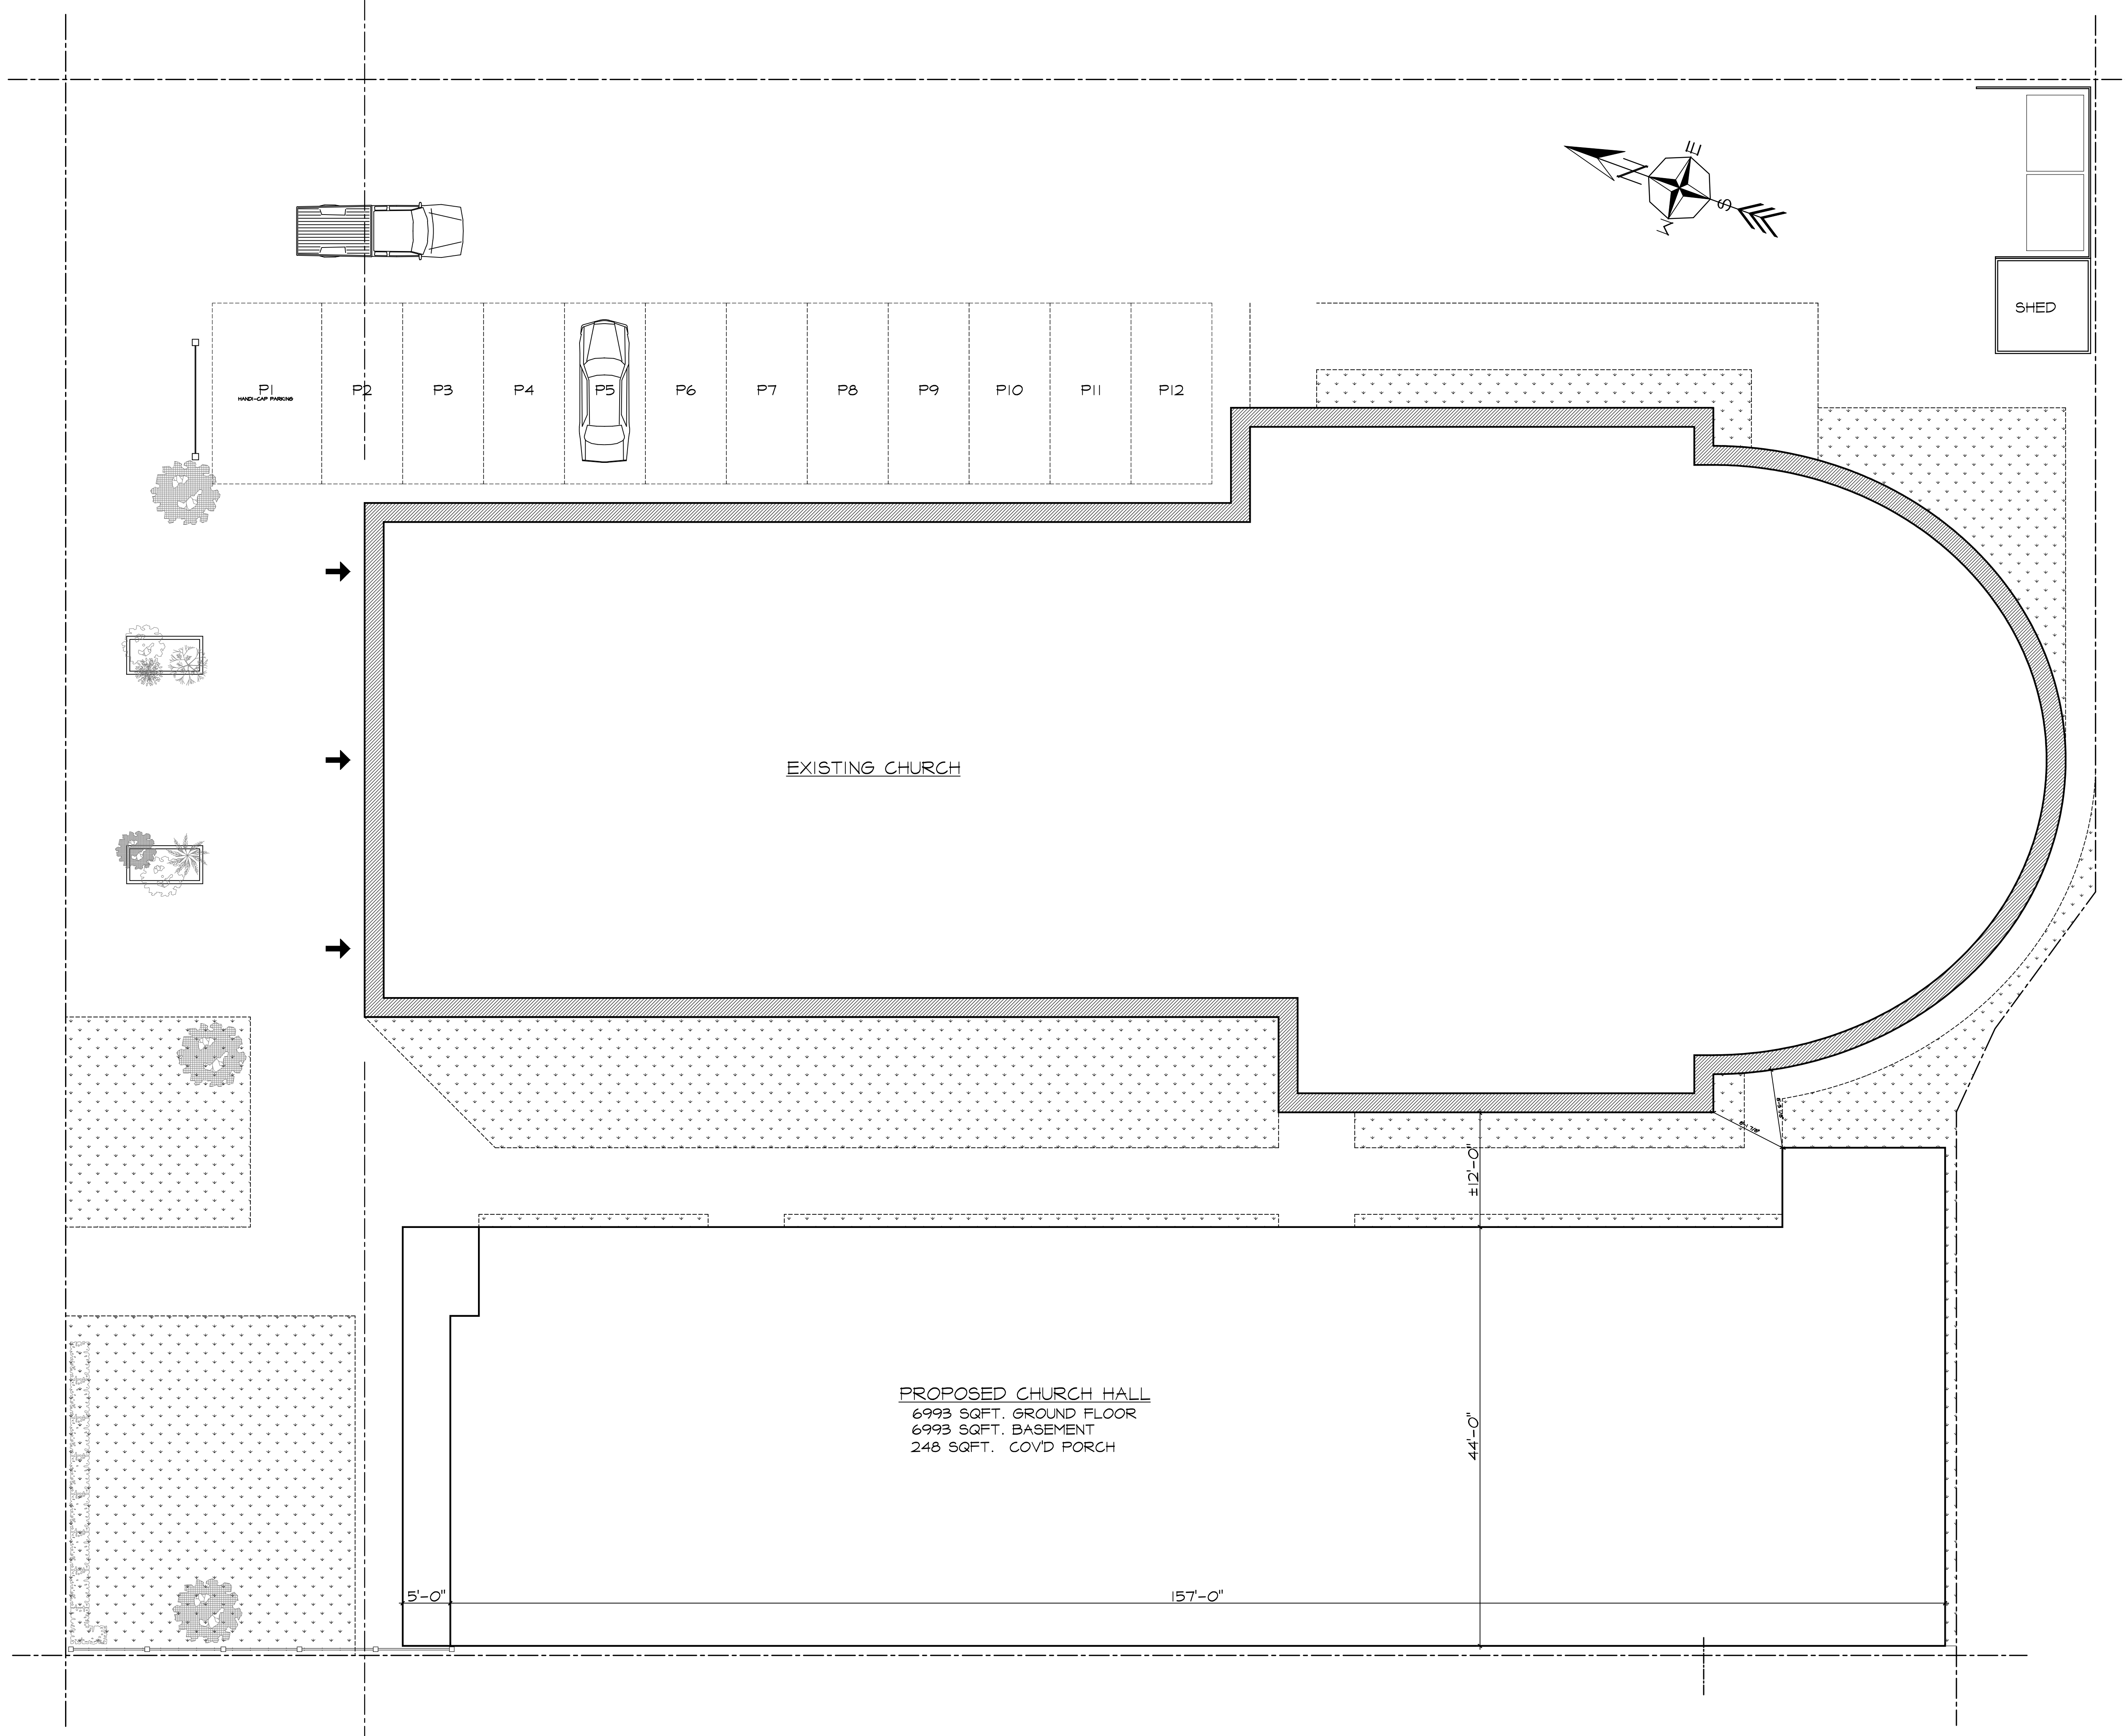 E
N
S
W
SHED
P1
HANDI-CAP PARKING
P2
P3
P4
P5
P6
P7
P8
P9
P10
P11
P12
EXISTING CHURCH
±12'-0"
PROPOSED CHURCH HALL
6993 SQFT. GROUND FLOOR
6993 SQFT. BASEMENT
248 SQFT. COV'D PORCH
44'-0"
5'-0"
157'-0"